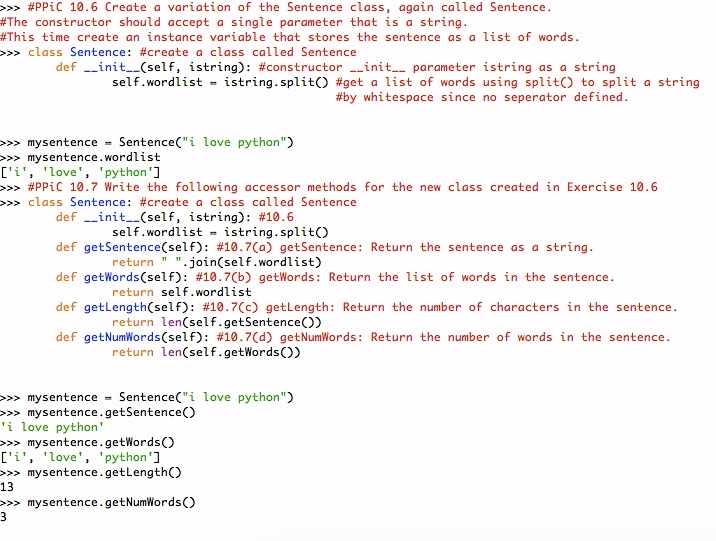 >>> #PPiC 10.6 Create a variation of the Sentence class, again called Sentence.
#The constructor should accept a single parameter that is a string.
#This time create an instance variable that stores the sentence as a list of words.
>>> class Sentence: #create a class called Sentence
        def __init__(self, istring): #constructor __init__ parameter istring as a string
                self.wordlist = istring.split() #get a list of words using split() to split a string
                                                #by whitespace since no seperator defined.
>>> mysentence = Sentence("i love python")
>>> mysentence.wordlist
['i', 'love', 'python']
>>> #PPiC 10.7 Write the following accessor methods for the new class created in Exercise 10.6
>>> class Sentence: #create a class called Sentence
        def __init__(self, istring): #10.6
                self.wordlist = istring.split()
        def getSentence(self): #10.7(a) getSentence: Return the sentence as a string.
                return " ".join(self.wordlist)
        def getWords(self): #10.7(b) getWords: Return the list of words in the sentence.
                return self.wordlist
        def getLength(self): #10.7(c) getLength: Return the number of characters in the sentence.
                return len(self.getSentence())
        def getNumWords(self): #10.7(d) getNumWords: Return the number of words in the sentence.
                return len(self.getWords())
>>> mysentence = Sentence("i love python")
>>> mysentence.getSentence()
'i love python'
>>> mysentence.getWords()
['i', 'love', 'python']
>>> mysentence.getLength()
13
>>> mysentence.getNumWords()
3